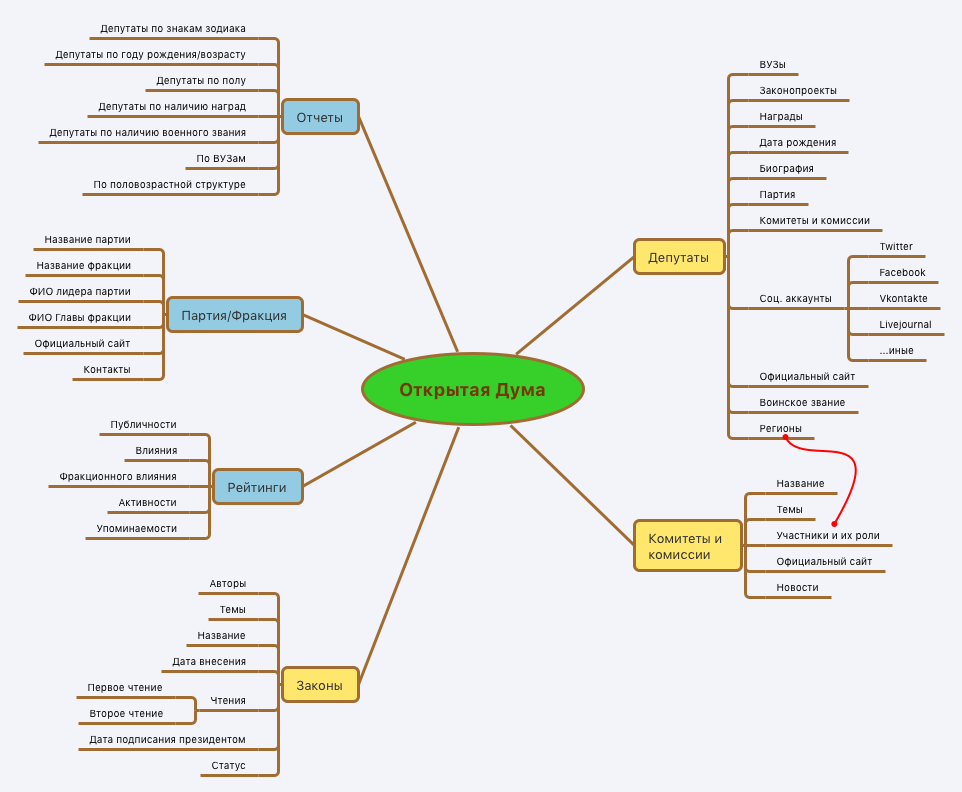 Открытая Дума
Отчеты
Депутаты по знакам зодиака
Депутаты по году рождения/возрасту
Депутаты по полу
Депутаты по наличию наград
Депутаты по наличию военного звания
По ВУЗам
По половозрастной структуре
Партия/Фракция
Название партии
Название фракции
ФИО лидера партии
ФИО Главы фракции
Официальный сайт
Контакты
Рейтинги
Публичности
Влияния
Фракционного влияния
Активности
Упоминаемости
Законы
Авторы
Темы
Название
Дата внесения
Чтения
Первое чтение
Второе чтение
Дата подписания президентом
Статус
Депутаты
ВУЗы
Законопроекты
Награды
Дата рождения
Биография
Партия
Комитеты и комиссии
Соц. аккаунты
Twitter
Facebook
Vkontakte
Livejournal
...иные
Официальный сайт
Воинское звание
Регионы
Комитеты и
комиссии
Название
Темы
Участники и их роли
Официальный сайт
Новости